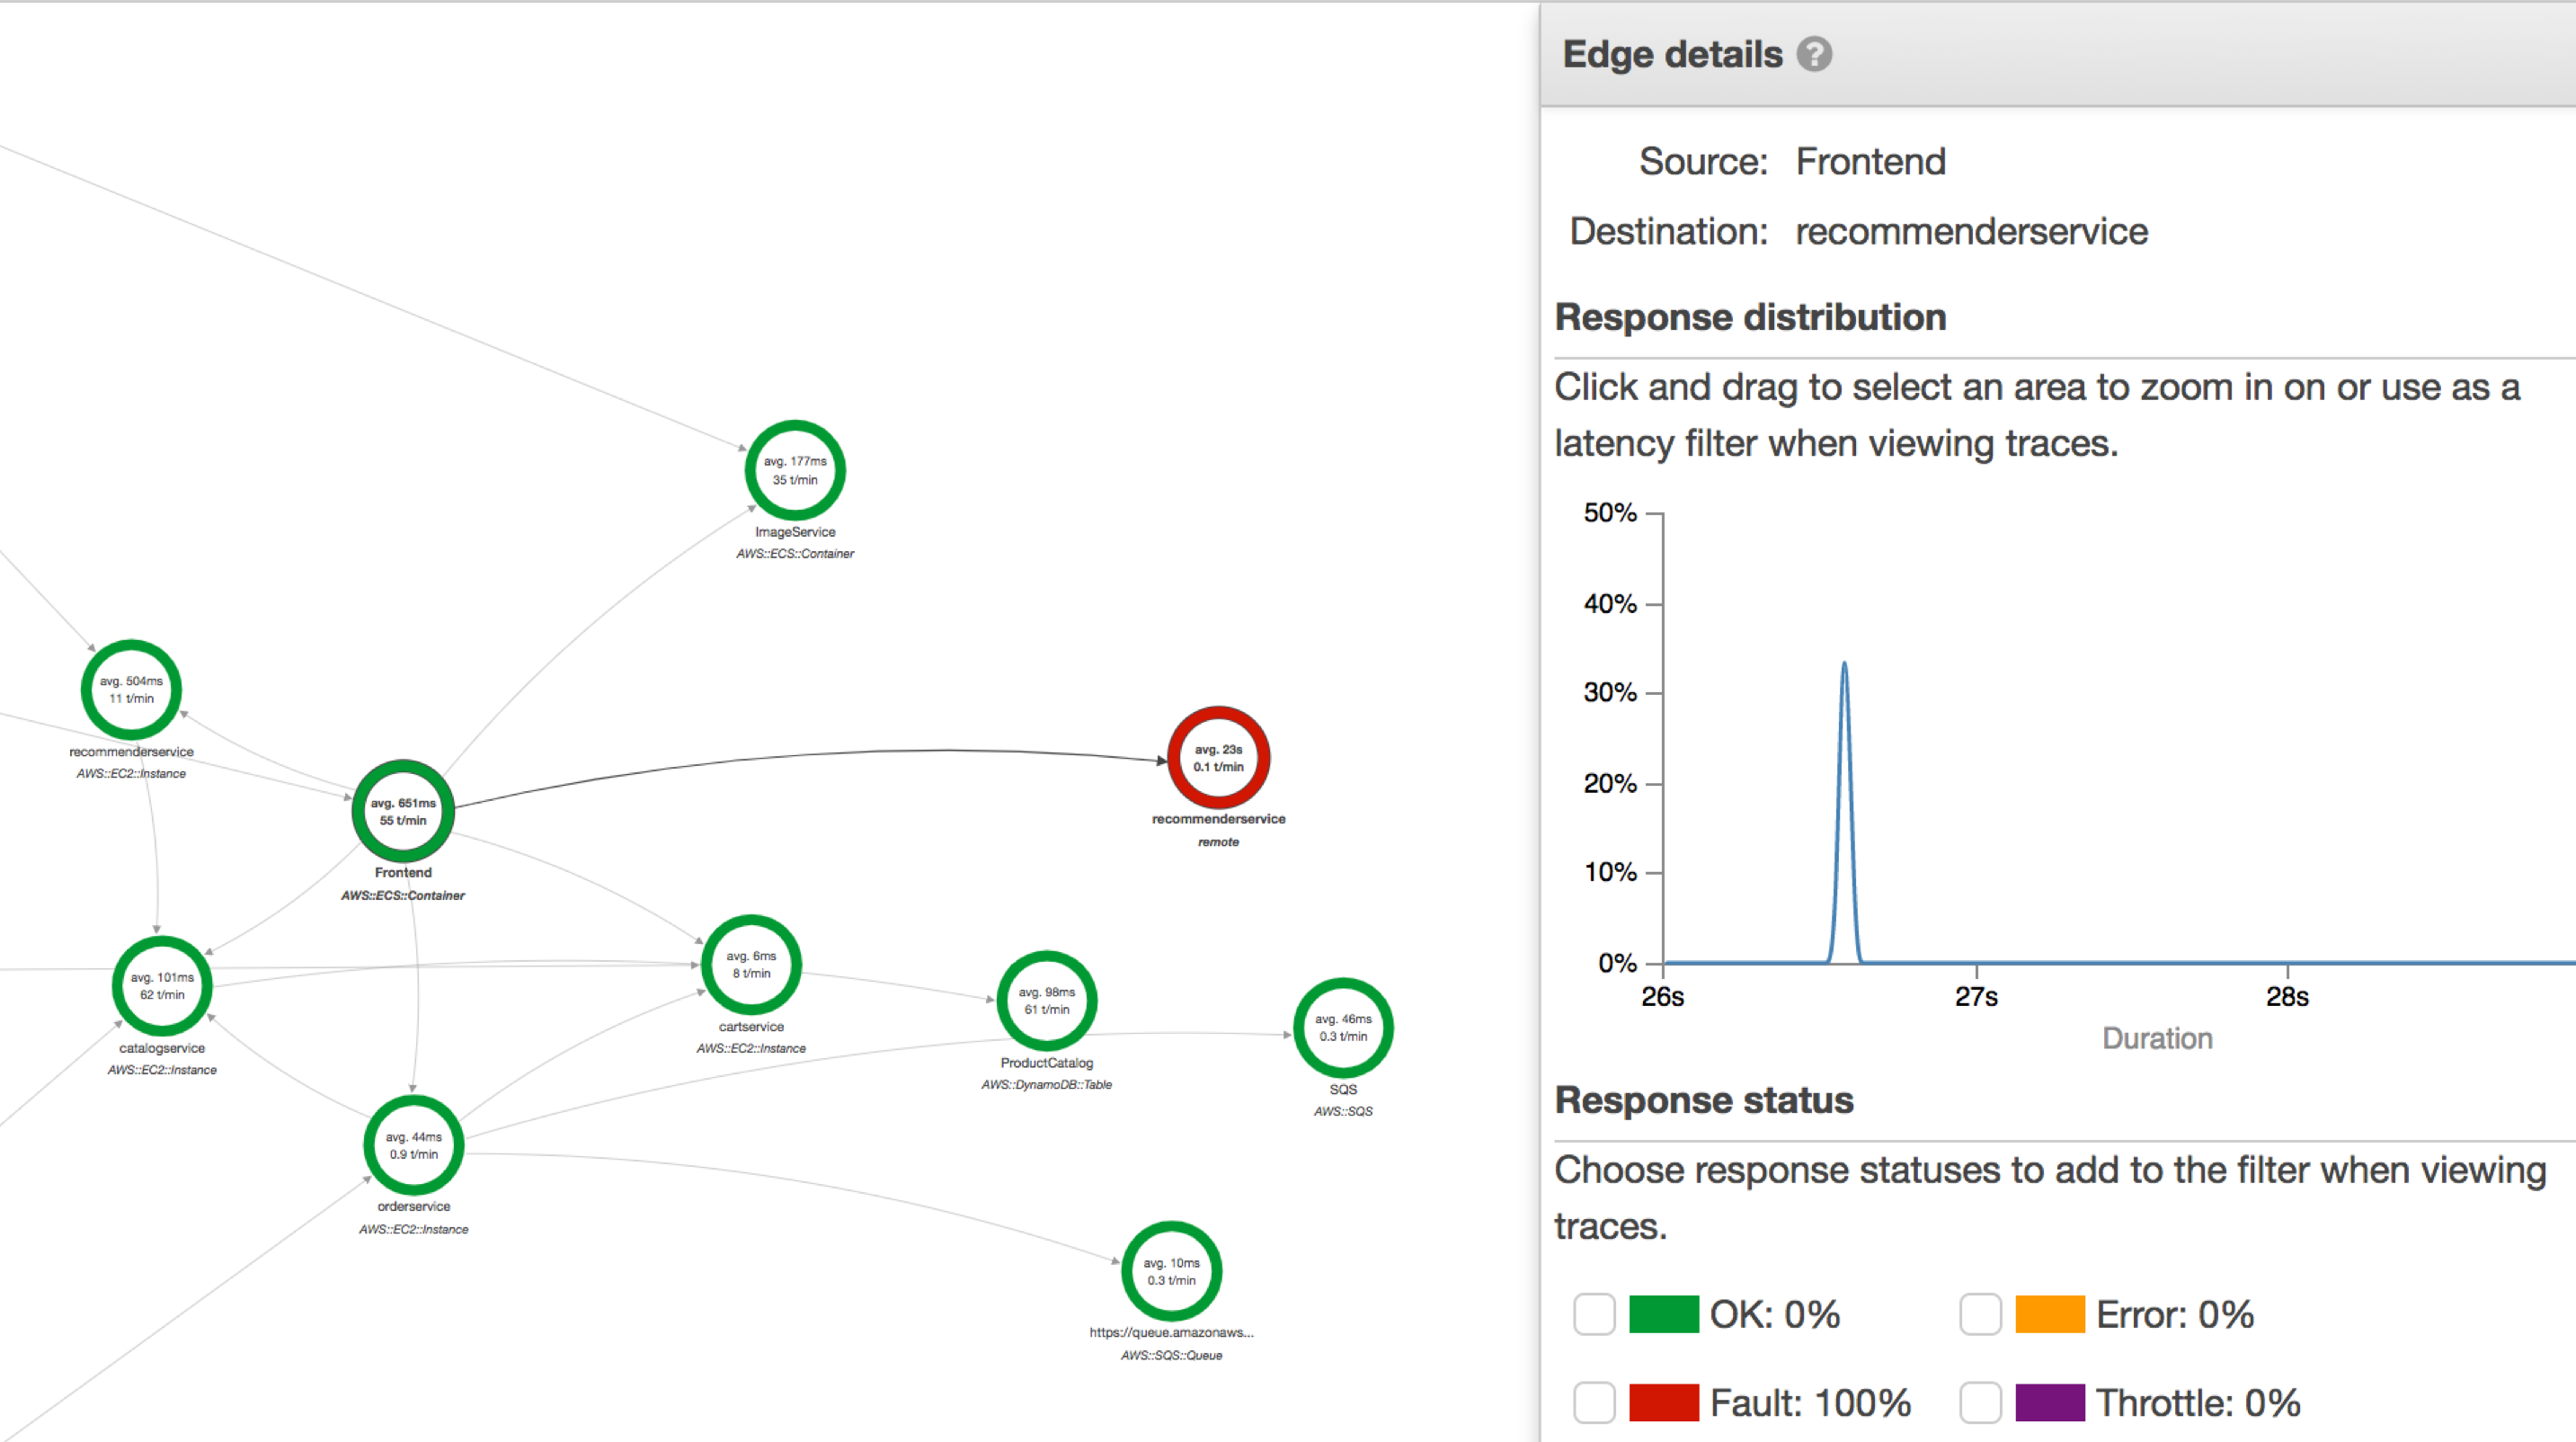 avg. 177ms
35 t/min
ImageService
AWS::ECS::Container
avg. 504ms
11 t/min
recommenderservice
AWS::EC2::Instance
avg. 651ms
55 t/min
Frontend
AWS::ECS::Container
avg. 23s
0.1 t/min
recommenderservice
remote
avg. 101ms
62 t/min
catalogservice
AWS::EC2::Instance
avg. 6ms
8 t/min
cartservice
AWS::EC2::Instance
avg. 98ms
61 t/min
ProductCatalog
AWS::DynamoDB::Table
avg. 46ms
0.3 t/min
SQS
AWS::SQS
avg. 44ms
0.9 t/min
orderservice
AWS::EC2::Instance
avg. 10ms
0.3 t/min
https://queue.amazonaws...
AWS::SQS::Queue
Edge details ?
Source: Frontend
Destination: recommenderservice
Response distribution
Click and drag to select an area to zoom in on or use as a
latency filter when viewing traces.
50%
40%
30%
20%
10%
0%
26s 27s 28s
Duration
Response status
Choose response statuses to add to the filter when viewing
traces.
OK: 0% Error: 0%
Fault: 100% Throttle: 0%